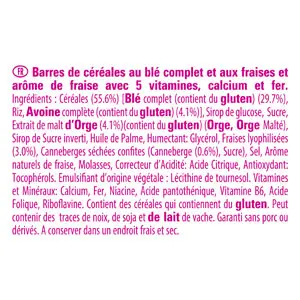 FR Barres de céréales au blé complet et aux fraises et
arôme de fraise avec 5 vitamines, calcium et fer.
Ingrédients : Céréales (55.6%) [Blé complet (contient du gluten) (29.7%),
Riz, Avoine complète (contient du gluten) (4.1%)], Sirop de glucose, Sucre,
Extrait de malt d'Orge (4.1%)(contient du gluten) (Orge, Orge Malté),
Sirop de Sucre inverti, Huile de Palme, Humectant: Glycérol, Fraises lyophilisées
(3.0%), Canneberges séchées confites (Canneberge (0.6%), Sucre), Sel, Arôme
naturels de fraise, Molasses, Correcteur d'Acidité: Acide Citrique, Antioxydant:
Tocophérols. Emulsifiant d'origine végétale : Lécithine de tournesol. Vitamines
et Minéraux: Calcium, Fer, Niacine, Acide pantothénique, Vitamine B6, Acide
Folique, Riboflavine. Contient des céréales qui contiennent du gluten. Peut
contenir des traces de noix, de soja et de lait de vache. Garanti sans porc ou
dérivés. A conserver dans un endroit frais et sec.